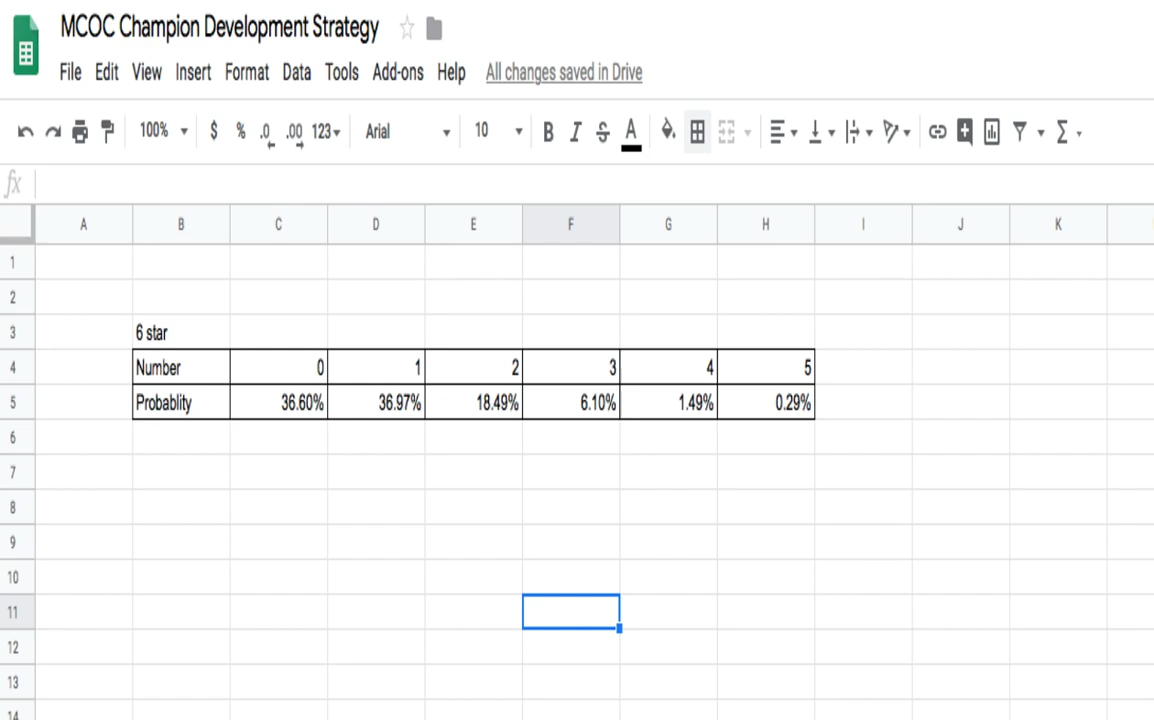 MCOC Champion Development Strategy
File Edit View Insert Format Data Tools Add-ons Help All changes saved in Drive
100% $ % .0 .00 123 Arial 10 B I S A
fx
A B C D E F G H I J K
1
2
3 6 star
4 Number 0 1 2 3 4 5
5 Probablity 36.60% 36.97% 18.49% 6.10% 1.49% 0.29%
6
7
8
9
10
11
12
13
14